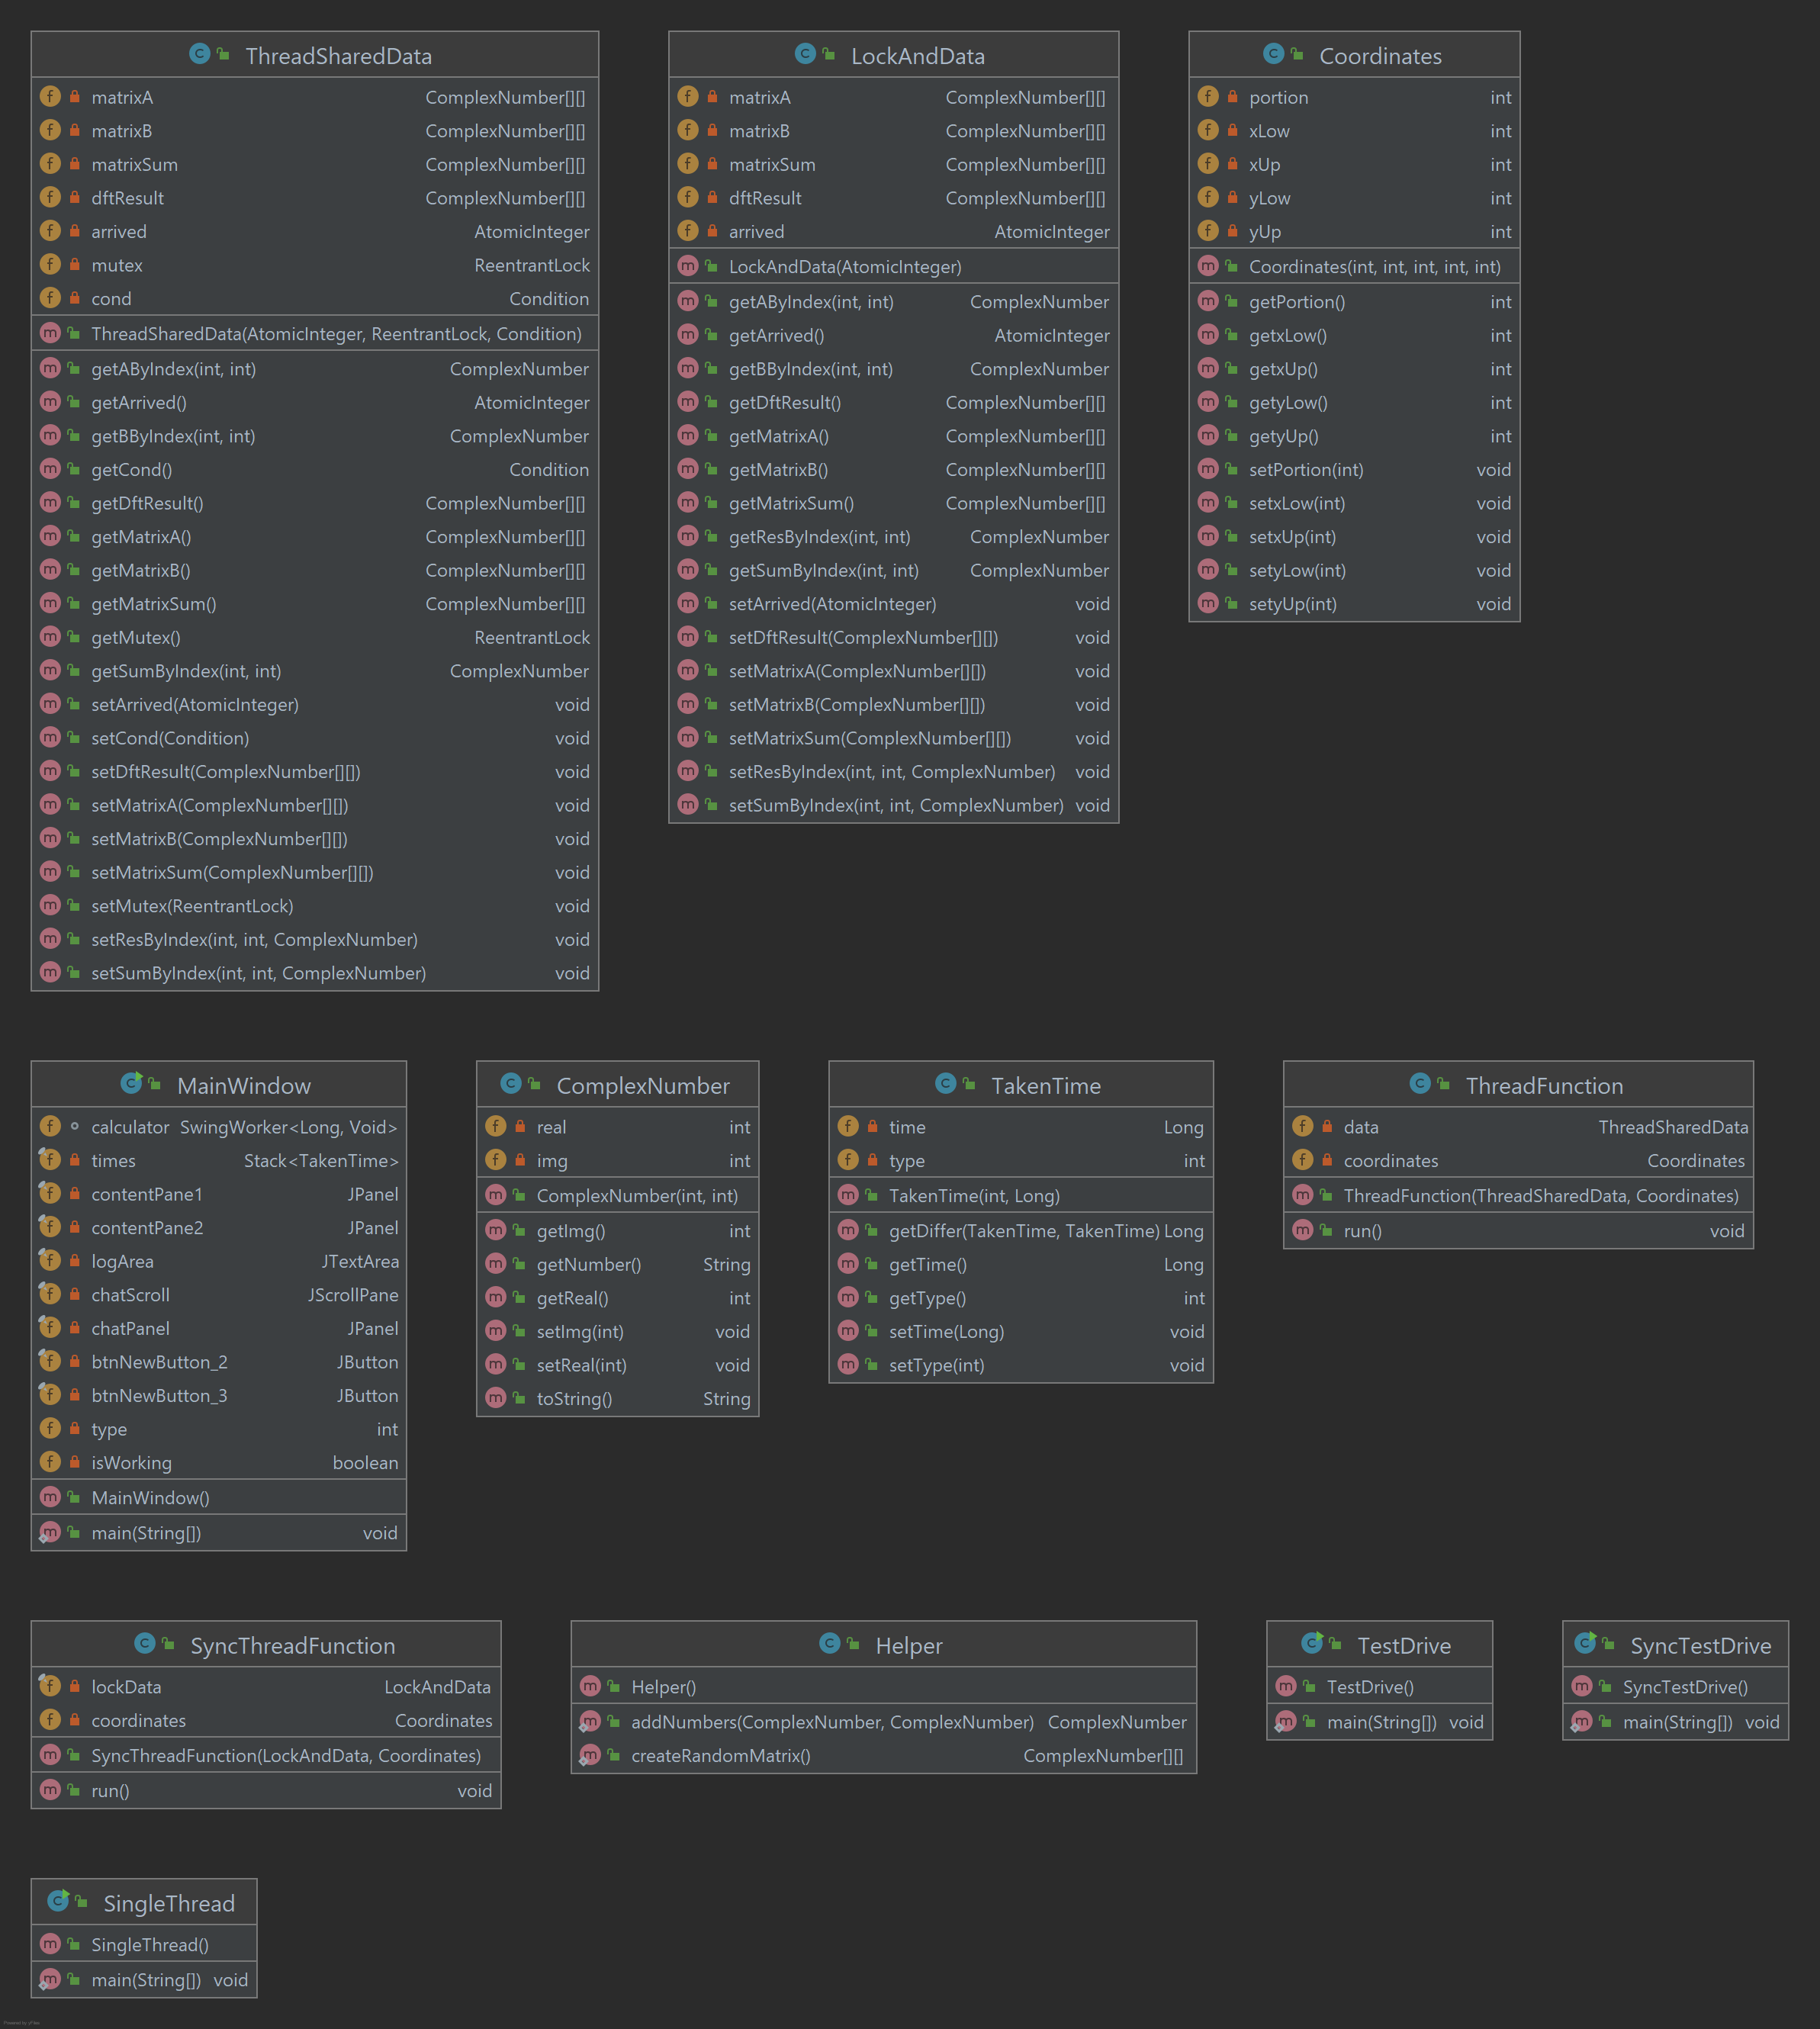 ThreadSharedData
matrixA ComplexNumber[][]
matrixB ComplexNumber[][]
matrixSum ComplexNumber[][]
dftResult ComplexNumber[][]
arrived AtomicInteger
mutex ReentrantLock
cond Condition
ThreadSharedData(AtomicInteger, ReentrantLock, Condition)
getAByIndex(int, int) ComplexNumber
getArrived() AtomicInteger
getBByIndex(int, int) ComplexNumber
getCond() Condition
getDftResult() ComplexNumber[][]
getMatrixA() ComplexNumber[][]
getMatrixB() ComplexNumber[][]
getMatrixSum() ComplexNumber[][]
getMutex() ReentrantLock
getSumByIndex(int, int) ComplexNumber
setArrived(AtomicInteger) void
setCond(Condition) void
setDftResult(ComplexNumber[][]) void
setMatrixA(ComplexNumber[][]) void
setMatrixB(ComplexNumber[][]) void
setMatrixSum(ComplexNumber[][]) void
setMutex(ReentrantLock) void
setResByIndex(int, int, ComplexNumber) void
setSumByIndex(int, int, ComplexNumber) void
LockAndData
matrixA ComplexNumber[][]
matrixB ComplexNumber[][]
matrixSum ComplexNumber[][]
dftResult ComplexNumber[][]
arrived AtomicInteger
LockAndData(AtomicInteger)
getAByIndex(int, int) ComplexNumber
getArrived() AtomicInteger
getBByIndex(int, int) ComplexNumber
getDftResult() ComplexNumber[][]
getMatrixA() ComplexNumber[][]
getMatrixB() ComplexNumber[][]
getMatrixSum() ComplexNumber[][]
getResByIndex(int, int) ComplexNumber
getSumByIndex(int, int) ComplexNumber
setArrived(AtomicInteger) void
setDftResult(ComplexNumber[][]) void
setMatrixA(ComplexNumber[][]) void
setMatrixB(ComplexNumber[][]) void
setMatrixSum(ComplexNumber[][]) void
setResByIndex(int, int, ComplexNumber) void
setSumByIndex(int, int, ComplexNumber) void
Coordinates
portion int
xLow int
xUp int
yLow int
yUp int
Coordinates(int, int, int, int, int)
getPortion() int
getxLow() int
getxUp() int
getyLow() int
getyUp() int
setPortion(int) void
setxLow(int) void
setxUp(int) void
setyLow(int) void
setyUp(int) void
MainWindow
calculator SwingWorker<Long, Void>
times Stack<TakenTime>
contentPane1 JPanel
contentPane2 JPanel
logArea JTextArea
chatScroll JScrollPane
chatPanel JPanel
btnNewButton_2 JButton
btnNewButton_3 JButton
type int
isWorking boolean
MainWindow()
main(String[]) void
ComplexNumber
real int
img int
ComplexNumber(int, int)
getImg() int
getNumber() String
getReal() int
setImg(int) void
setReal(int) void
toString() String
TakenTime
time Long
type int
TakenTime(int, Long)
getDiffer(TakenTime, TakenTime) Long
getTime() Long
getType() int
setTime(Long) void
setType(int) void
ThreadFunction
data ThreadSharedData
coordinates Coordinates
ThreadFunction(ThreadSharedData, Coordinates)
run() void
SyncThreadFunction
lockData LockAndData
coordinates Coordinates
SyncThreadFunction(LockAndData, Coordinates)
run() void
Helper
Helper()
addNumbers(ComplexNumber, ComplexNumber) ComplexNumber
createRandomMatrix() ComplexNumber[][]
TestDrive
TestDrive()
main(String[]) void
SyncTestDrive
SyncTestDrive()
main(String[]) void
SingleThread
SingleThread()
main(String[]) void
Powered by yFiles